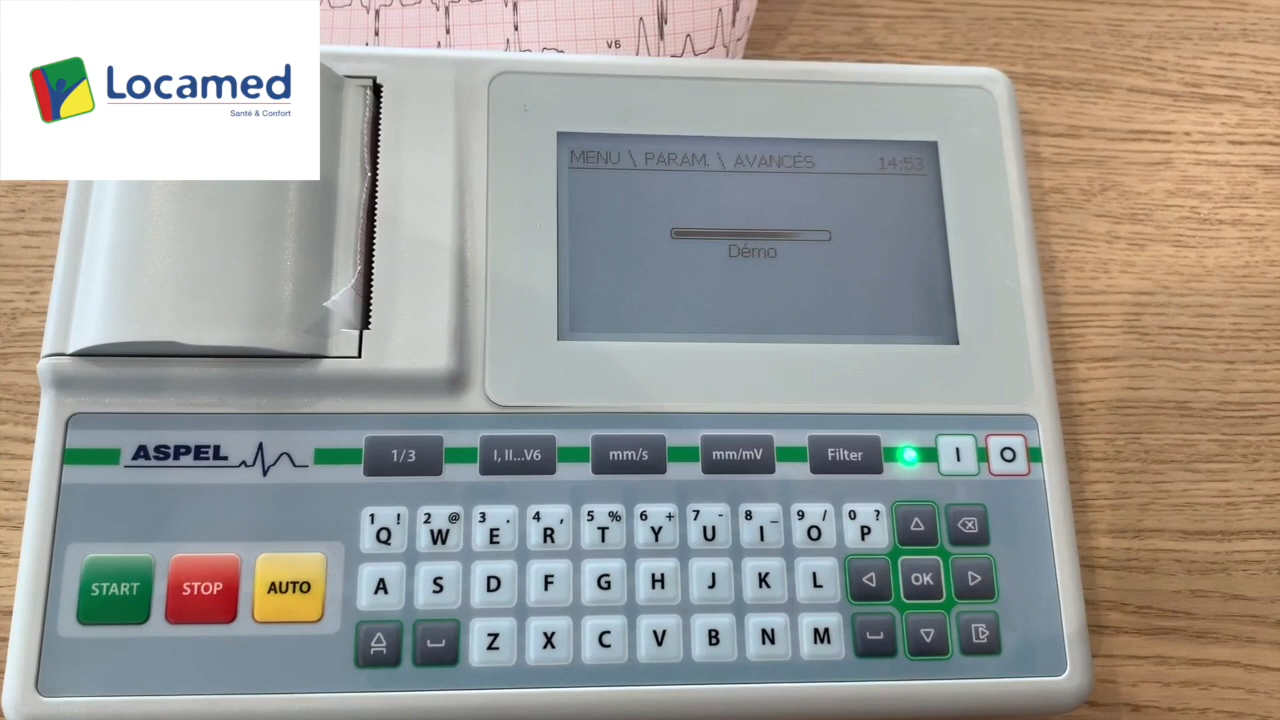 V6
Locamed
Santé & Confort
MENU \ PARAM. \ AVANCÉS 14:53
Démo
ASPEL 1/3 I, II...V6 mm/s mm/mV Filter I O
1 ! Q 2 @ W 3 . E 4 , R 5 % T 6 + Y 7 - U 8 _ I 9 / O 0 ? P
START STOP AUTO A S D F G H J K L OK
Z X C V B N M